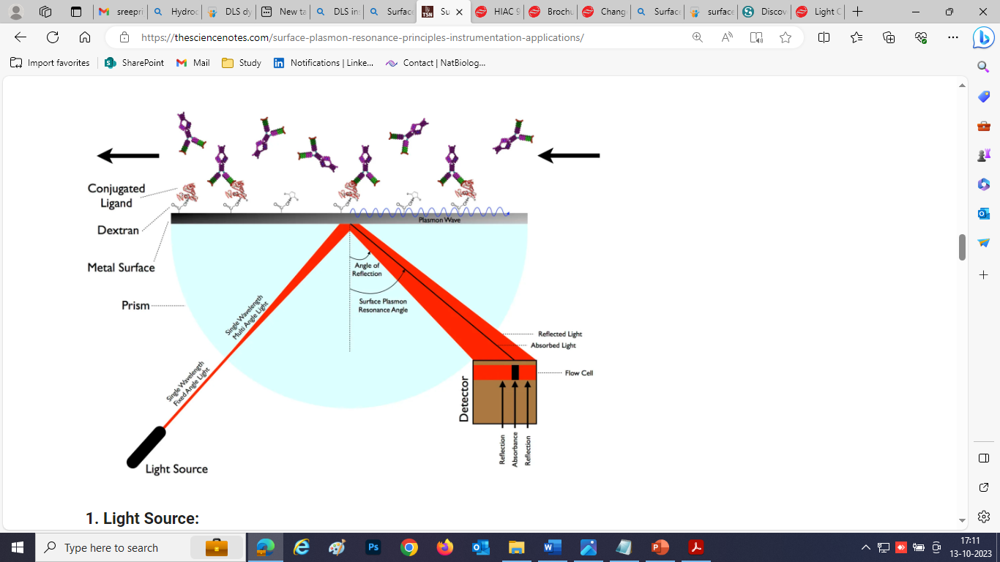 sreepri
Hydroc
DLS dy
New ta
DLS in
Surface
TSN
Su
HIAC 9
Brochu
Chang
Surface
surface
Discov
Light C
https://thesciencenotes.com/surface-plasmon-resonance-principles-instrumentation-applications/
Import favorites
SharePoint
Mail
Study
Notifications | Linke...
Contact | NatBiolog...
Conjugated
Ligand
Dextran
Metal Surface
Prism
Plasmon Wave
Angle of
Reflection
Surface Plasmon
Resonance Angle
Single Wavelength
Multi Angle Light
Single Wavelength
Fixed Angle Light
Reflected Light
Absorbed Light
Flow Cell
Detector
Reflection
Absorbance
Reflection
Light Source
1. Light Source:
Type here to search
Ps
17:11
13-10-2023